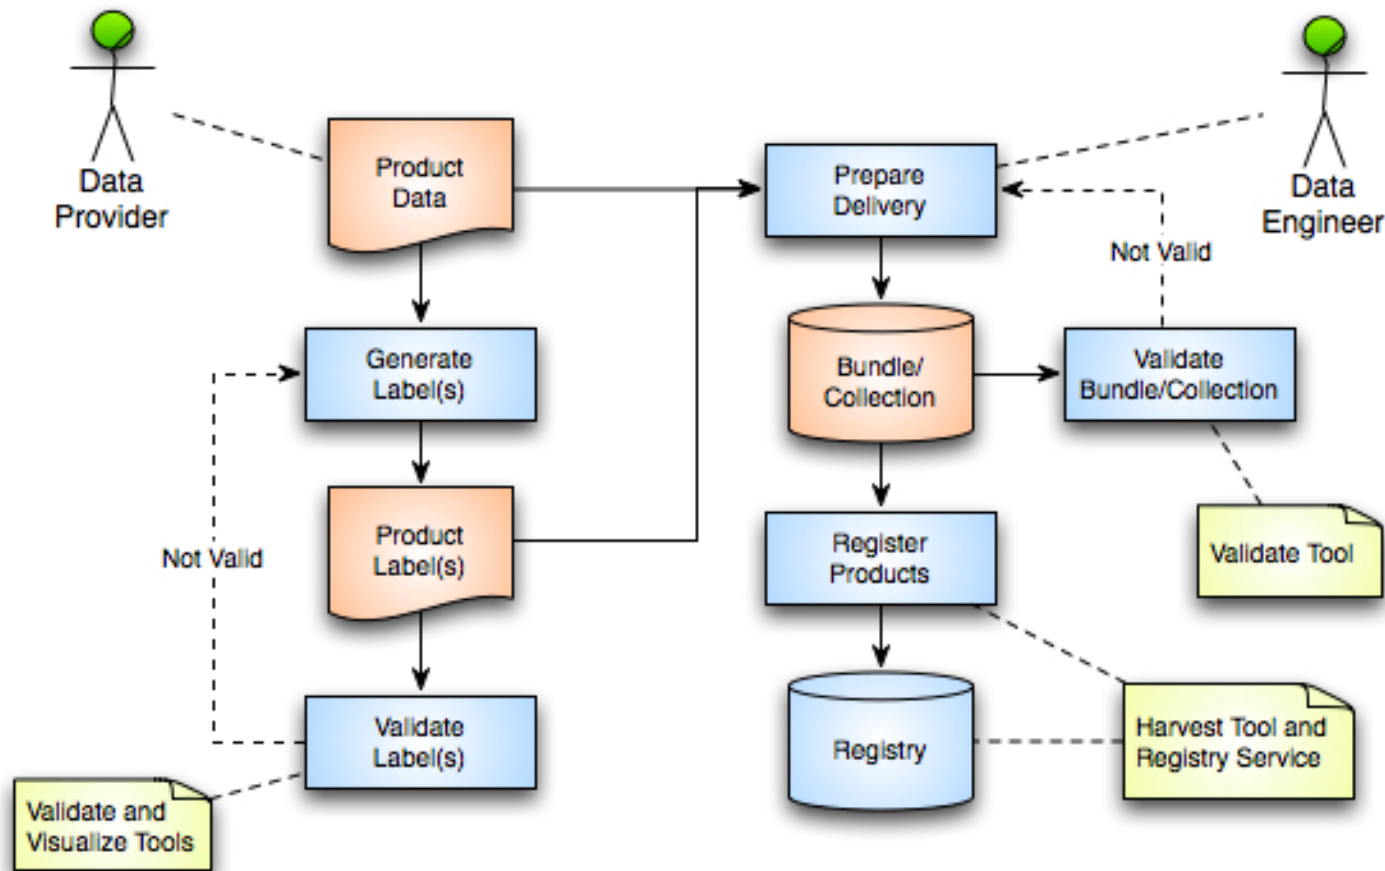 Data
Provider
Product
Data
Prepare
Delivery
Data
Engineer
Not Valid
Generate
Label(s)
Bundle/
Collection
Validate
Bundle/Collection
Product
Label(s)
Not Valid
Register
Products
Validate Tool
Validate
Label(s)
Registry
Harvest Tool and
Registry Service
Validate and
Visualize Tools